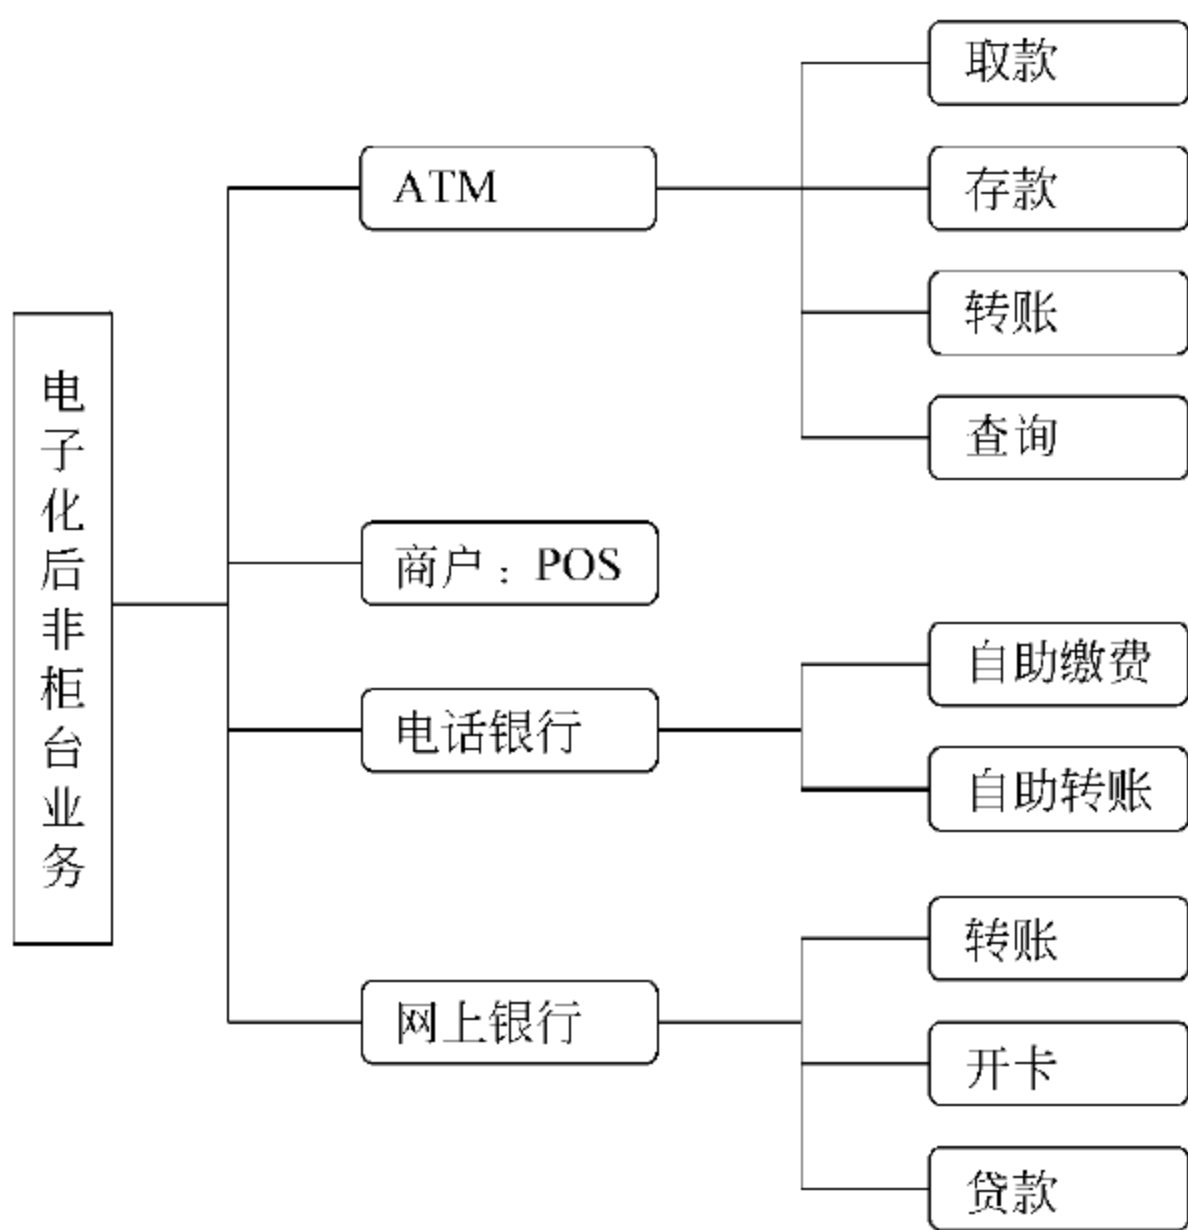 电子化后非柜台业务
ATM
取款
存款
转账
查询
商户：POS
电话银行
自助缴费
自助转账
网上银行
转账
开卡
贷款